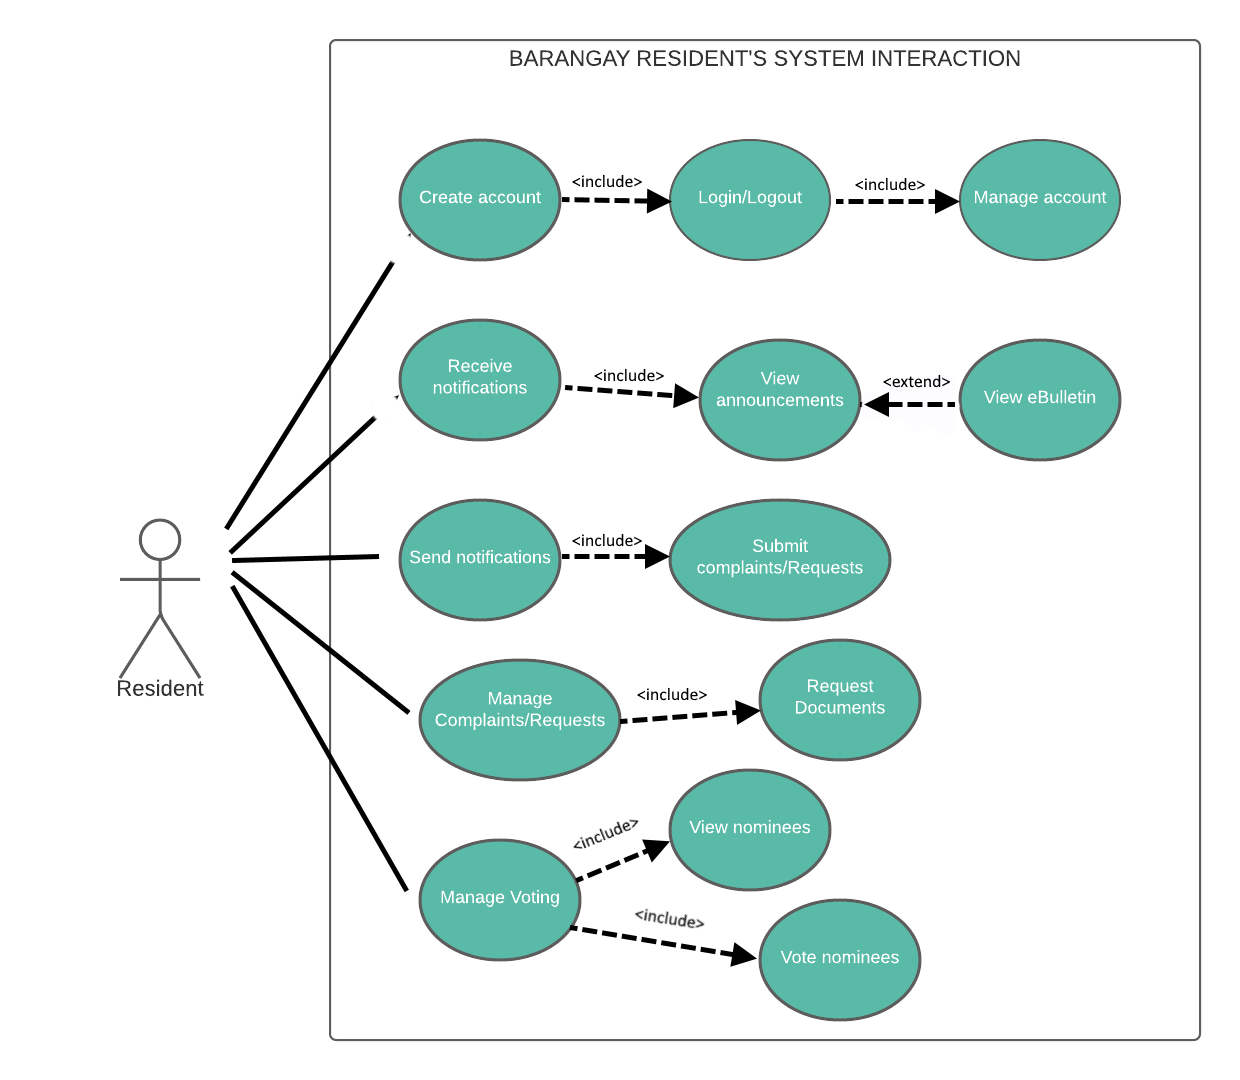 BARANGAY RESIDENT'S SYSTEM INTERACTION
Create account
<include>
Login/Logout
<include>
Manage account
Receive
notifications
<include>
View
announcements
<extend>
View eBulletin
Send notifications
<include>
Submit
complaints/Requests
Resident
Manage
Complaints/Requests
<include>
Request
Documents
Manage Voting
<include>
View nominees
<include>
Vote nominees